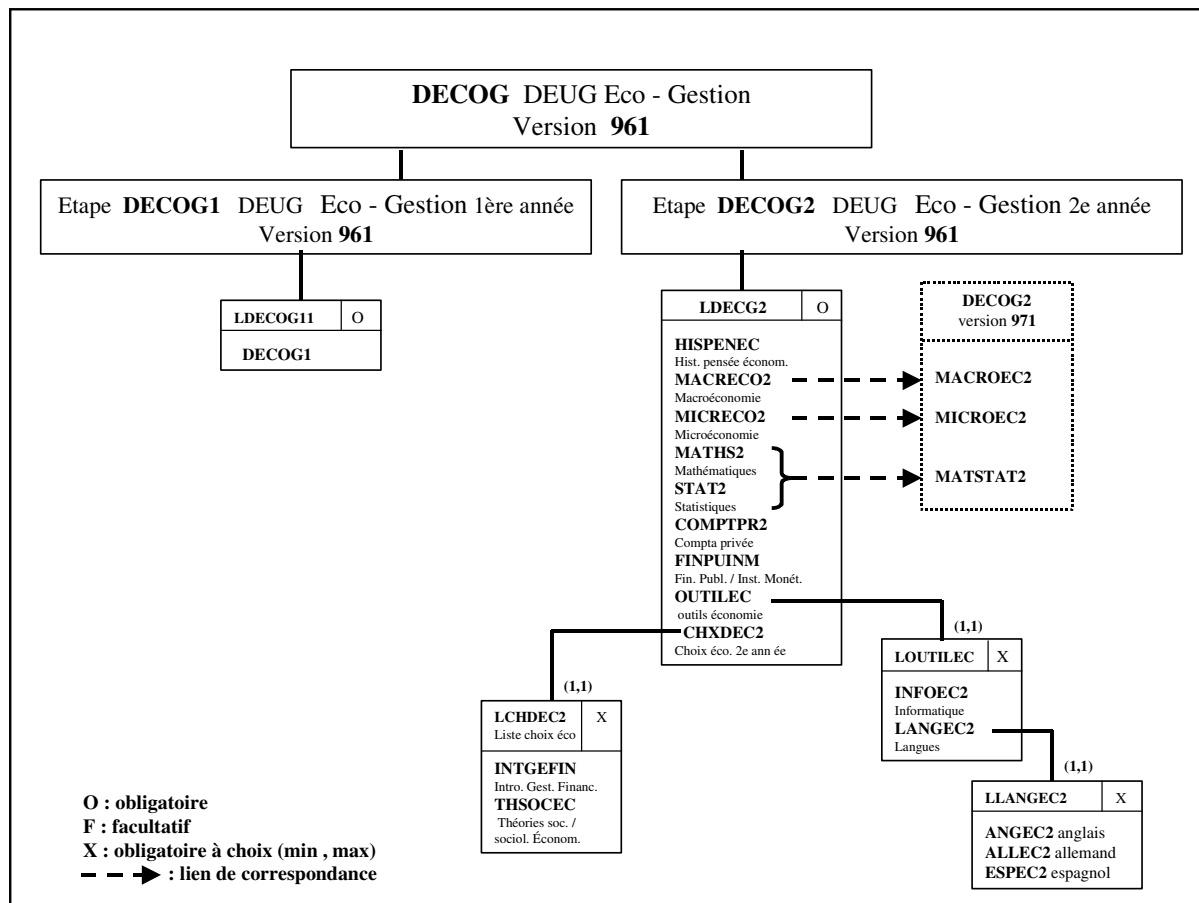 DECOG DEUG Eco - Gestion
Version 961
Etape DECOG1 DEUG Eco - Gestion 1ère année
Version 961
Etape DECOG2 DEUG Eco - Gestion 2e année
Version 961
LDECOG11 O
DECOG1
LDECG2 O
HISPENEC
Hist. pensée économ.
MACRECO2
Macroéconomie
MICRECO2
Microéconomie
MATHS2
Mathématiques
STAT2
Statistiques
COMPTPR2
Compta privée
FINPUINM
Fin. Publ. / Inst. Monét.
OUTILEC
outils économie
CHXDEC2
Choix éco. 2e ann ée
DECOG2
version 971
MACROEC2
MICROEC2
MATSTAT2
(1,1)
LOUTILEC X
INFOEC2
Informatique
LANGEC2
Langues
(1,1)
LCHDEC2 X
Liste choix éco
INTGEFIN
Intro. Gest. Financ.
THSOCEC
Théories soc. /
sociol. Économ.
(1,1)
LLANGEC2 X
ANGEC2 anglais
ALLEC2 allemand
ESPEC2 espagnol
O : obligatoire
F : facultatif
X : obligatoire à choix (min , max)
: lien de correspondance